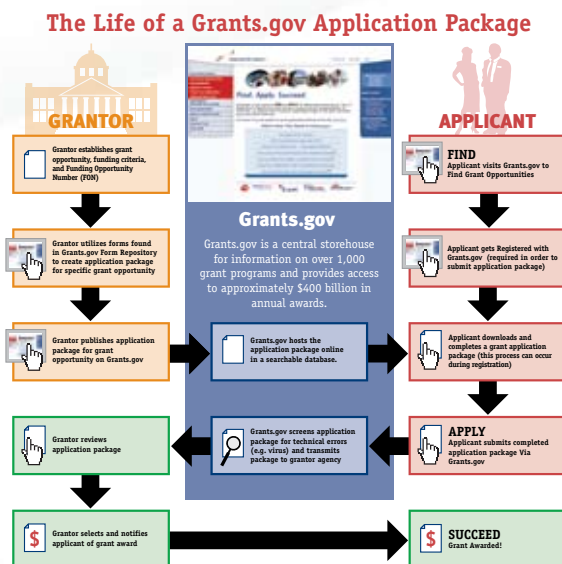 The Life of a Grants.gov Application Package
GRANTOR
Grantor establishes grant
opportunity, funding criteria,
and Funding Opportunity
Number (FON)
Grantor utilizes forms found
in Grants.gov Form Repository
to create application package
for specific grant opportunity
Grantor publishes application
package for grant
opportunity on Grants.gov
Find. Apply. Succeed.
Grants.gov
Grants.gov is a central storehouse
for information on over 1,000
grant programs and provides access
to approximately $400 billion in
annual awards.
Grants.gov hosts the
application package online
in a searchable database.
APPLICANT
FIND
Applicant visits Grants.gov to
Find Grant Opportunities
Applicant gets Registered with
Grants.gov (required in order to
submit application package)
Applicant downloads and
completes a grant application
package (this process can occur
during registration)
APPLY
Applicant submits completed
application package Via
Grants.gov
Grants.gov screens application
package for technical errors
(e.g. virus) and transmits
package to grantor agency
Grantor reviews
application package
$
Grantor selects and notifies
applicant of grant award
$
SUCCEED
Grant Awarded!